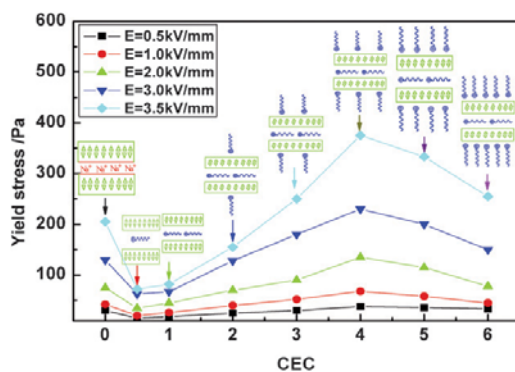 600
500
400
300
200
100
Yield stress /Pa
E=0.5kV/mm
E=1.0kV/mm
E=2.0kV/mm
E=3.0kV/mm
E=3.5kV/mm
Na⁺ Na⁺ Na⁺ Na⁺
0 1 2 3 4 5 6
CEC